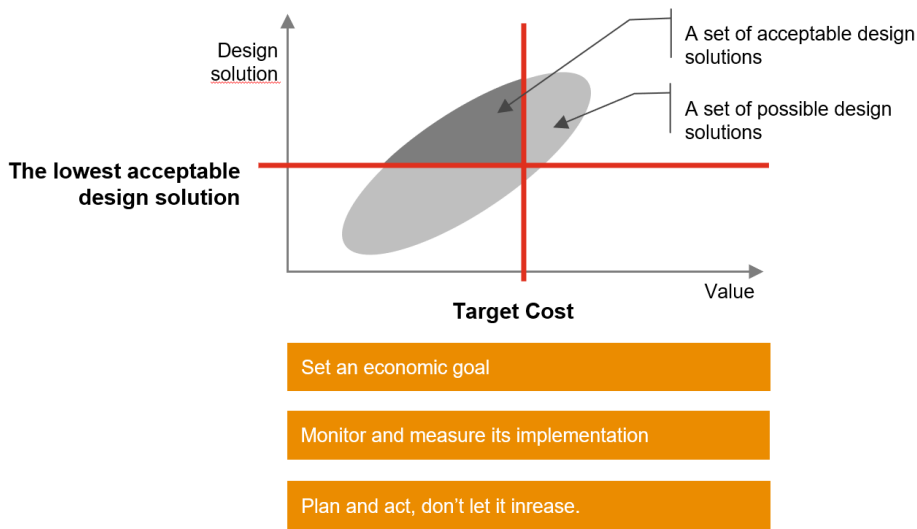 Design
solution
A set of acceptable design
solutions
A set of possible design
solutions
The lowest acceptable
design solution
Value
Target Cost
Set an economic goal
Monitor and measure its implementation
Plan and act, don’t let it inrease.